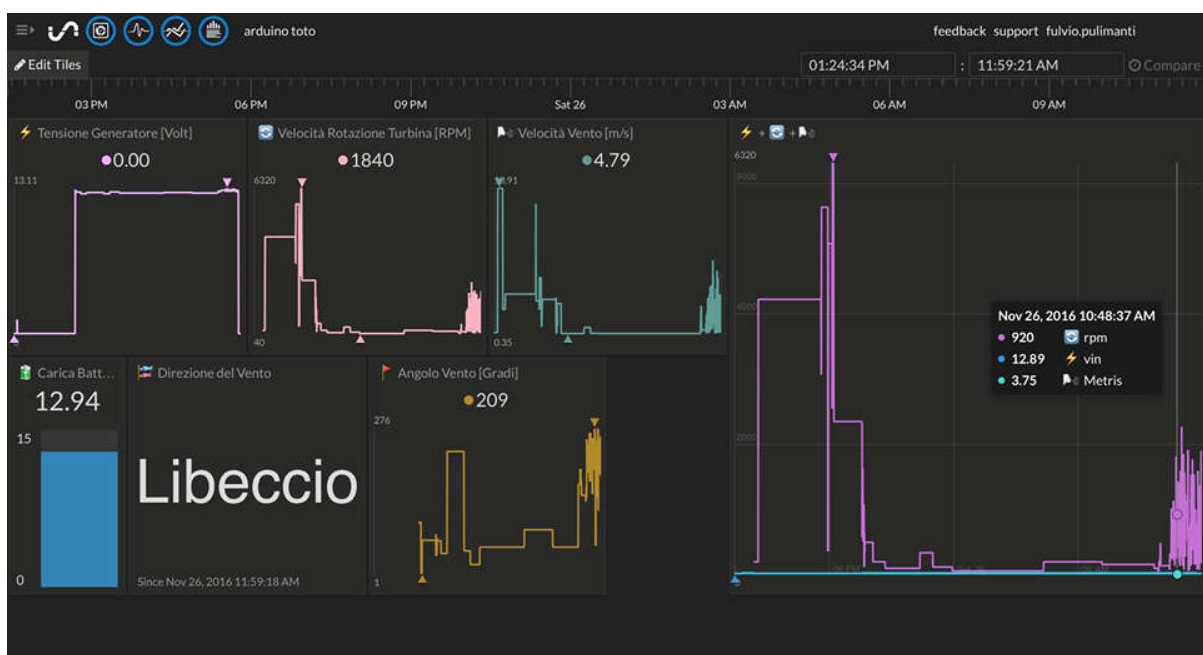 arduino toto
feedback support fulvio.pulimanti
Edit Tiles
01:24:34 PM : 11:59:21 AM Compare
03 PM 06 PM 09 PM Sat 26 03 AM 06 AM 09 AM
Tensione Generatore [Volt]
0.00
13.11
Velocità Rotazione Turbina [RPM]
1840
6320
40
Velocità Vento [m/s]
4.79
0.35
+ +
6320
6000
4000
2000
Nov 26, 2016 10:48:37 AM
920 rpm
12.89 vin
3.75 Metris
Carica Batt...
12.94
15
0
Direzione del Vento
Libeccio
Since Nov 26, 2016 11:59:18 AM
Angolo Vento [Gradi]
209
276
1